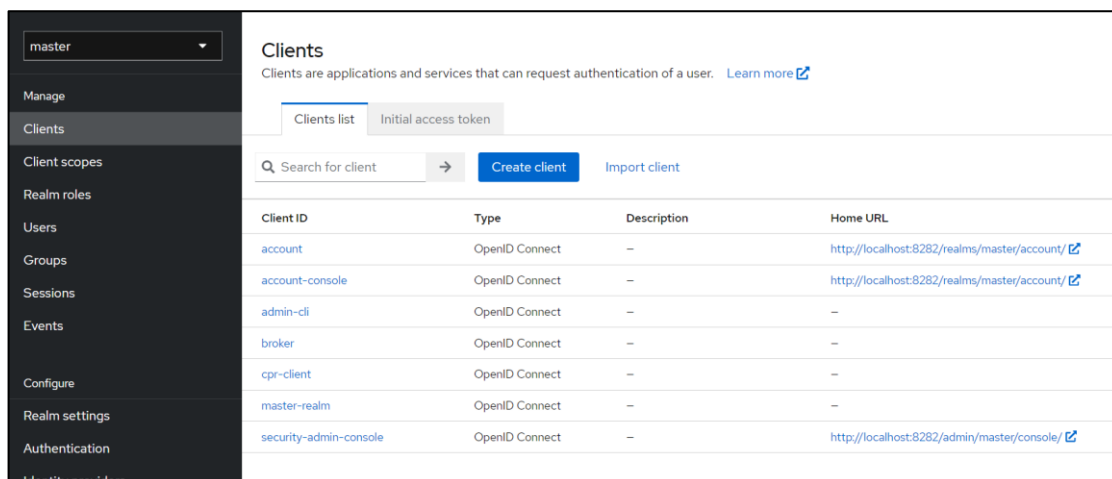 master
Manage
Clients
Client scopes
Realm roles
Users
Groups
Sessions
Events
Configure
Realm settings
Authentication
Clients
Clients are applications and services that can request authentication of a user. Learn more
Clients list Initial access token
Search for client Create client Import client
Client ID Type Description Home URL
account OpenID Connect – http://localhost:8282/realms/master/account/
account-console OpenID Connect – http://localhost:8282/realms/master/account/
admin-cli OpenID Connect – –
broker OpenID Connect – –
cpr-client OpenID Connect – –
master-realm OpenID Connect – –
security-admin-console OpenID Connect – http://localhost:8282/admin/master/console/